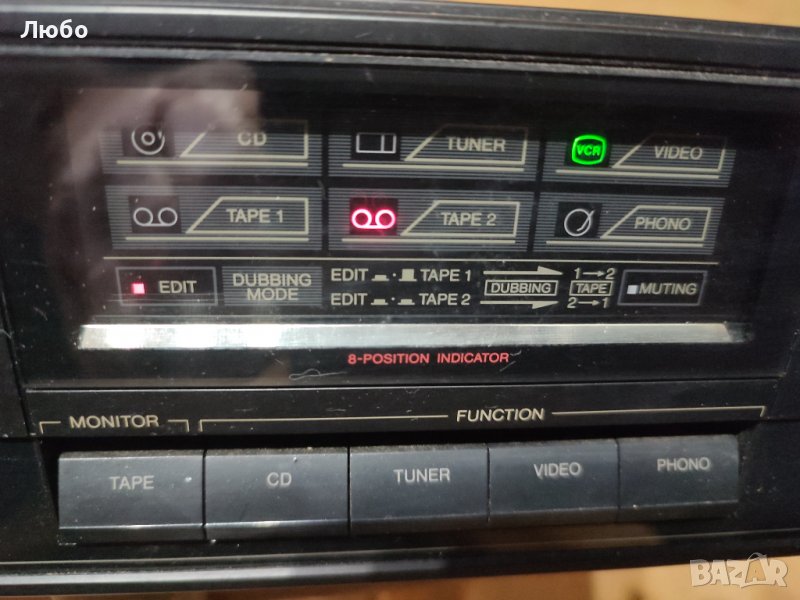 Любо
CD
TUNER
VCR
VIDEO
TAPE 1
TAPE 2
PHONO
EDIT
DUBBING MODE
EDIT TAPE 1
EDIT TAPE 2
DUBBING
1→2
TAPE
2→1
MUTING
8-POSITION INDICATOR
MONITOR
FUNCTION
TAPE
CD
TUNER
VIDEO
PHONO
BAZAR